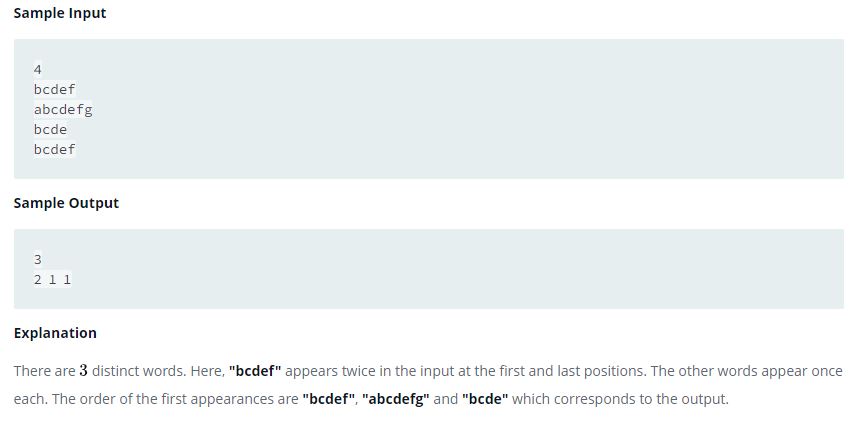 Sample Input
4
bcdef
abcdefg
bcde
bcdef
Sample Output
3
2 1 1
Explanation
There are 3 distinct words. Here, "bcdef" appears twice in the input at the first and last positions. The other words appear once
each. The order of the first appearances are "bcdef", "abcdefg" and "bcde" which corresponds to the output.